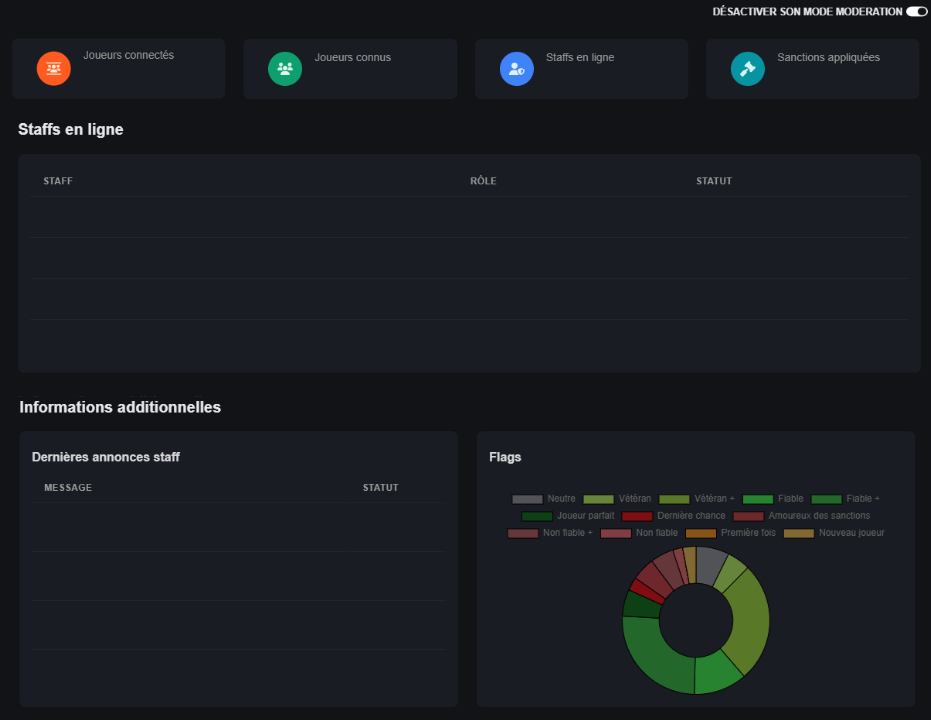 DÉSACTIVER SON MODE MODERATION
Joueurs connectés
Joueurs connus
Staffs en ligne
Sanctions appliquées
Staffs en ligne
STAFF RÔLE STATUT
Informations additionnelles
Dernières annonces staff
MESSAGE STATUT
Flags
Neutre Vétéran Vétéran + Fiable Fiable +
Joueur parfait Dernière chance Amoureux des sanctions
Non fiable + Non fiable Première fois Nouveau joueur